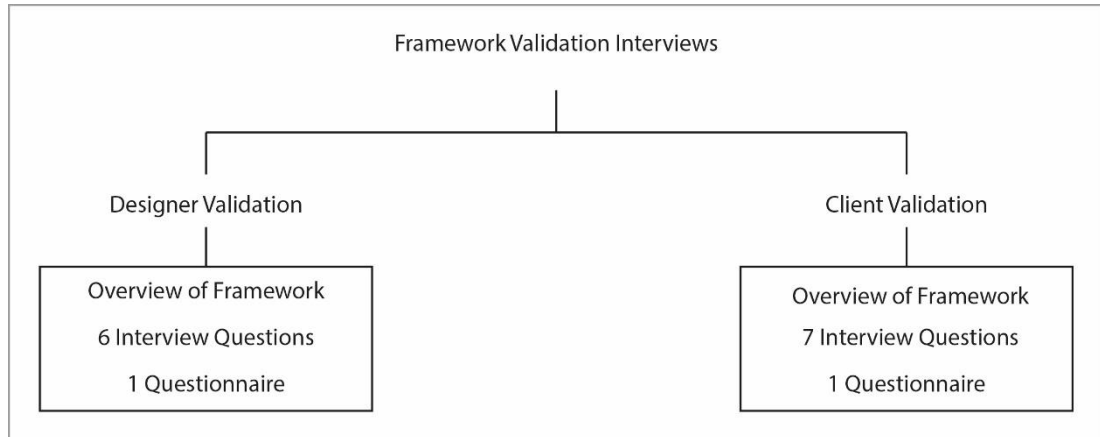 Framework Validation Interviews
Designer Validation
Overview of Framework
6 Interview Questions
1 Questionnaire
Client Validation
Overview of Framework
7 Interview Questions
1 Questionnaire